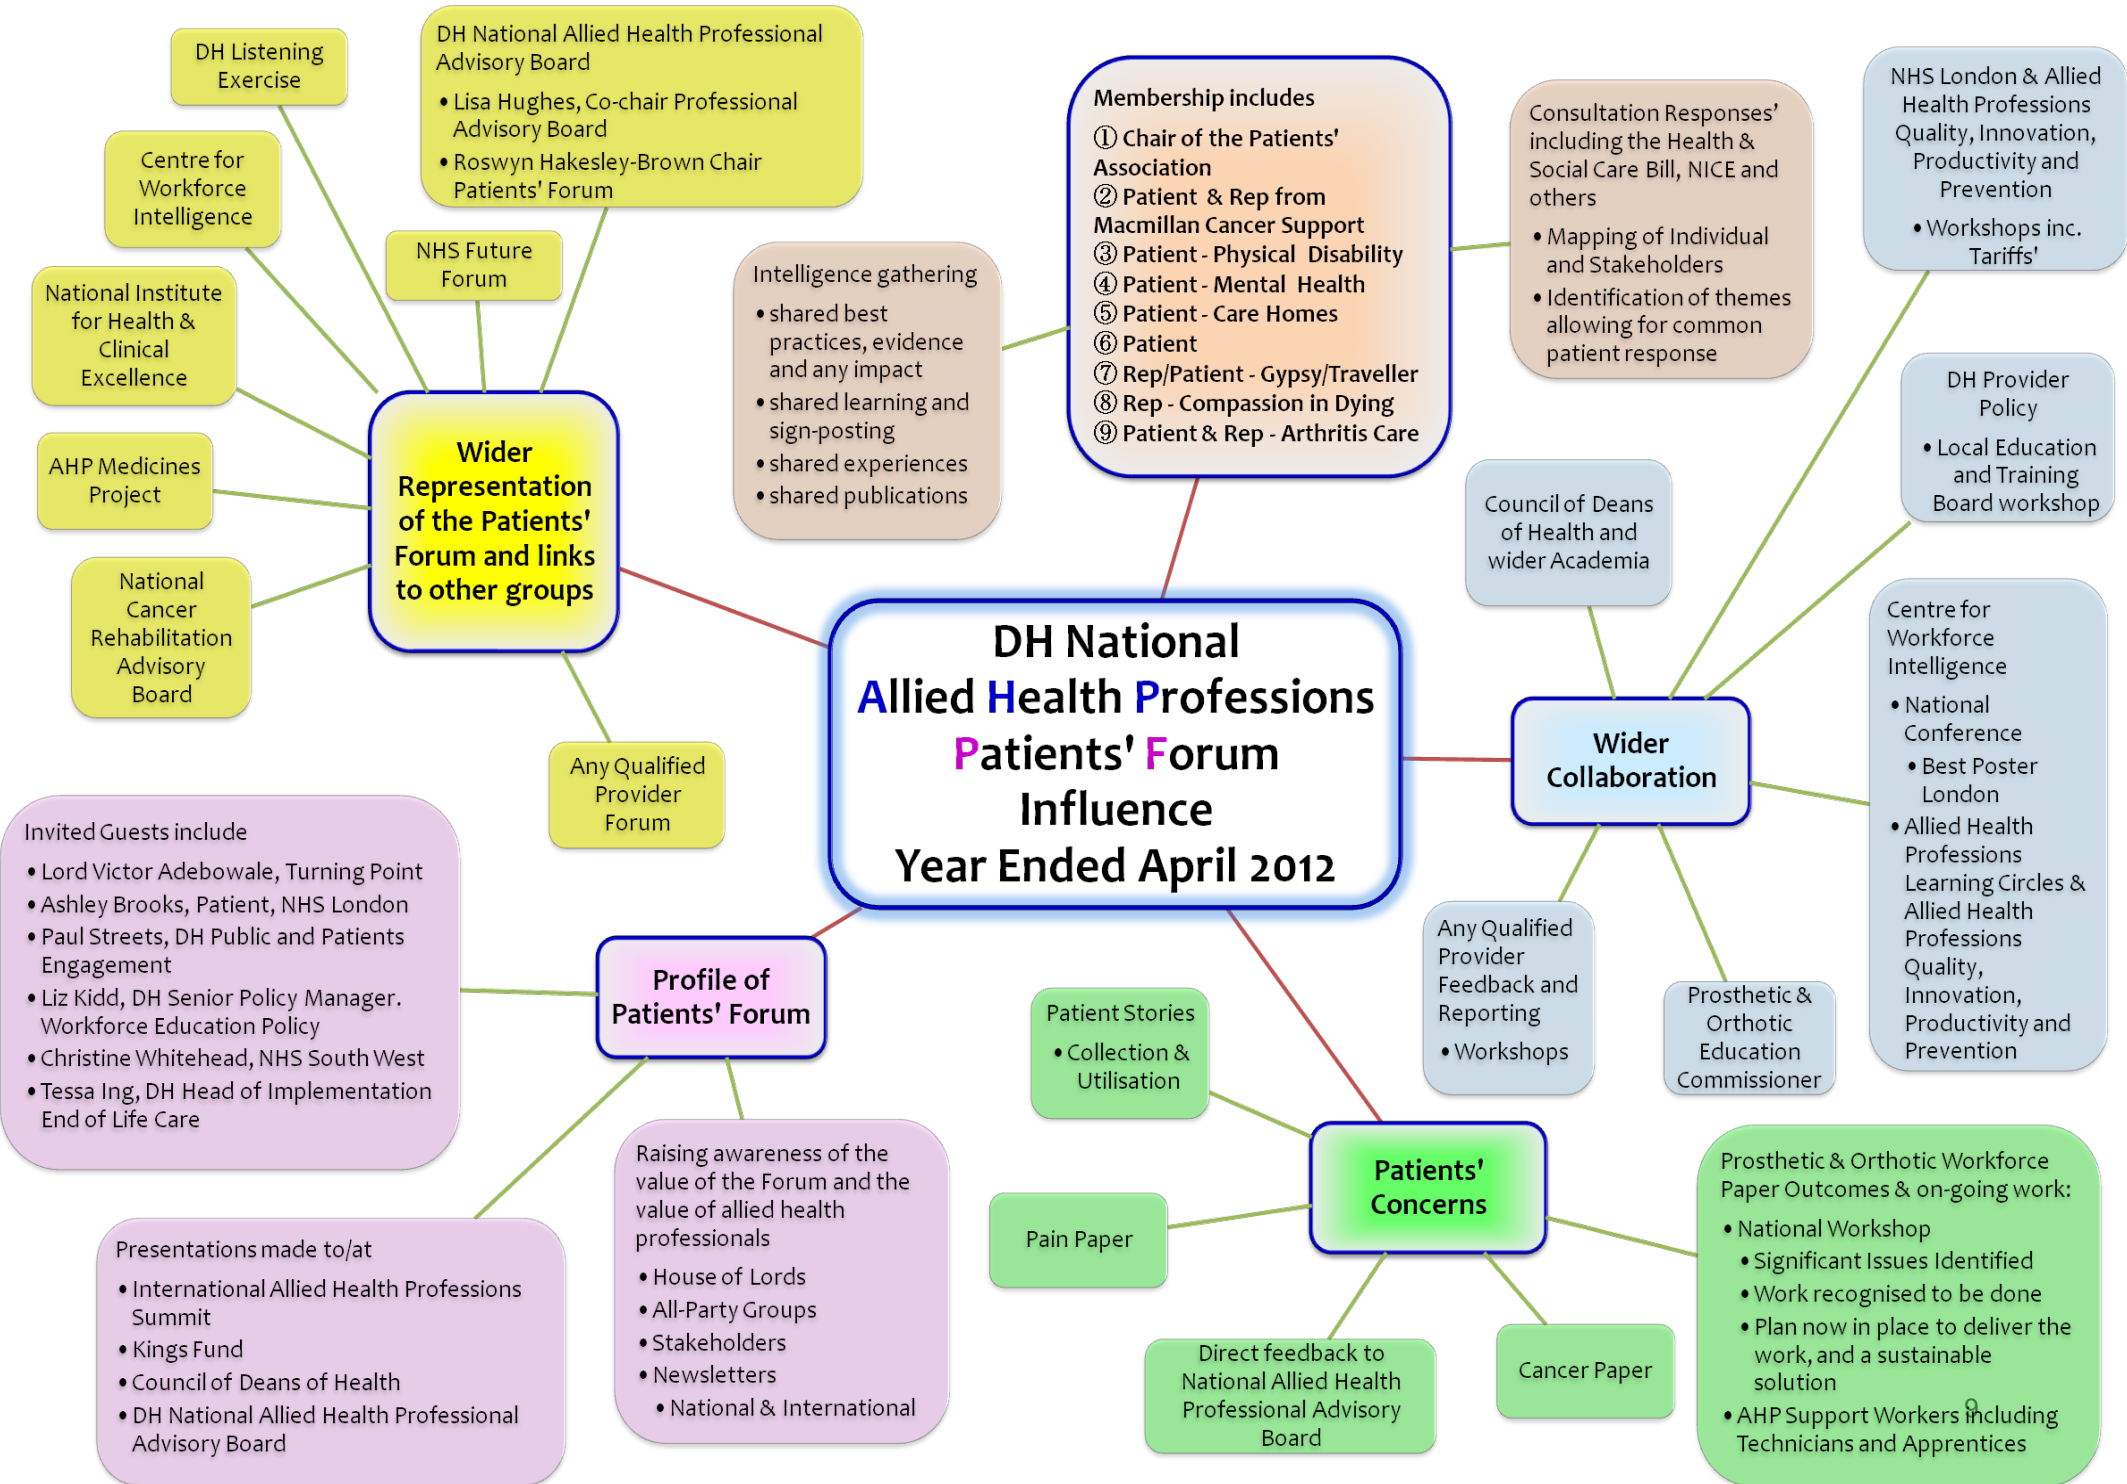 DH Listening
Exercise
DH National Allied Health Professional
Advisory Board
• Lisa Hughes, Co-chair Professional
Advisory Board
• Roswyn Hakesley-Brown Chair
Patients' Forum
Centre for
Workforce
Intelligence
NHS Future
Forum
National Institute
for Health &
Clinical
Excellence
AHP Medicines
Project
National
Cancer
Rehabilitation
Advisory
Board
Wider
Representation
of the Patients'
Forum and links
to other groups
Any Qualified
Provider
Forum
Intelligence gathering
• shared best
practices, evidence
and any impact
• shared learning and
sign-posting
• shared experiences
• shared publications
Membership includes
① Chair of the Patients'
Association
② Patient & Rep from
Macmillan Cancer Support
③ Patient - Physical Disability
④ Patient - Mental Health
⑤ Patient - Care Homes
⑥ Patient
⑦ Rep/Patient - Gypsy/Traveller
⑧ Rep - Compassion in Dying
⑨ Patient & Rep - Arthritis Care
Consultation Responses'
including the Health &
Social Care Bill, NICE and
others
• Mapping of Individual
and Stakeholders
• Identification of themes
allowing for common
patient response
NHS London & Allied
Health Professions
Quality, Innovation,
Productivity and
Prevention
• Workshops inc.
Tariffs'
DH Provider
Policy
• Local Education
and Training
Board workshop
Council of Deans
of Health and
wider Academia
DH National
Allied Health Professions
Patients' Forum
Influence
Year Ended April 2012
Wider
Collaboration
Centre for
Workforce
Intelligence
• National
Conference
• Best Poster
London
• Allied Health
Professions
Learning Circles &
Allied Health
Professions
Quality,
Innovation,
Productivity and
Prevention
Any Qualified
Provider
Feedback and
Reporting
• Workshops
Prosthetic &
Orthotic
Education
Commissioner
Invited Guests include
• Lord Victor Adebowale, Turning Point
• Ashley Brooks, Patient, NHS London
• Paul Streets, DH Public and Patients
Engagement
• Liz Kidd, DH Senior Policy Manager.
Workforce Education Policy
• Christine Whitehead, NHS South West
• Tessa Ing, DH Head of Implementation
End of Life Care
Profile of
Patients' Forum
Presentations made to/at
• International Allied Health Professions
Summit
• Kings Fund
• Council of Deans of Health
• DH National Allied Health Professional
Advisory Board
Raising awareness of the
value of the Forum and the
value of allied health
professionals
• House of Lords
• All-Party Groups
• Stakeholders
• Newsletters
• National & International
Patient Stories
• Collection &
Utilisation
Pain Paper
Patients'
Concerns
Direct feedback to
National Allied Health
Professional Advisory
Board
Cancer Paper
Prosthetic & Orthotic Workforce
Paper Outcomes & on-going work:
• National Workshop
• Significant Issues Identified
• Work recognised to be done
• Plan now in place to deliver the
work, and a sustainable
solution
• AHP Support Workers including
Technicians and Apprentices
9